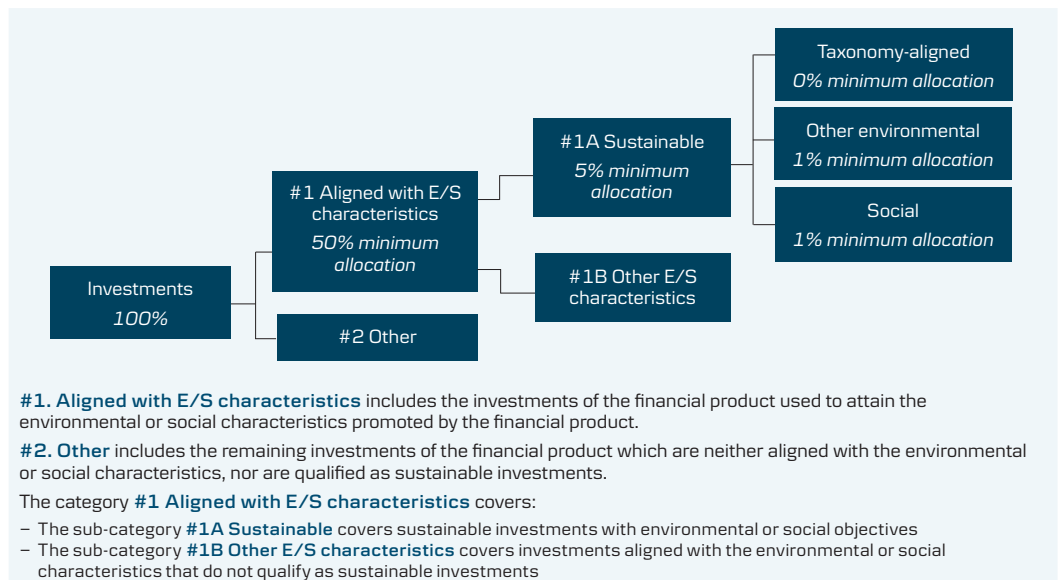 Taxonomy-aligned
0% minimum allocation
#1A Sustainable
5% minimum
allocation
Other environmental
1% minimum allocation
#1 Aligned with E/S
characteristics
50% minimum
allocation
Social
1% minimum allocation
#1B Other E/S
characteristics
Investments
100%
#2 Other
#1. Aligned with E/S characteristics includes the investments of the financial product used to attain the
environmental or social characteristics promoted by the financial product.
#2. Other includes the remaining investments of the financial product which are neither aligned with the environmental
or social characteristics, nor are qualified as sustainable investments.
The category #1 Aligned with E/S characteristics covers:
– The sub-category #1A Sustainable covers sustainable investments with environmental or social objectives
– The sub-category #1B Other E/S characteristics covers investments aligned with the environmental or social
characteristics that do not qualify as sustainable investments